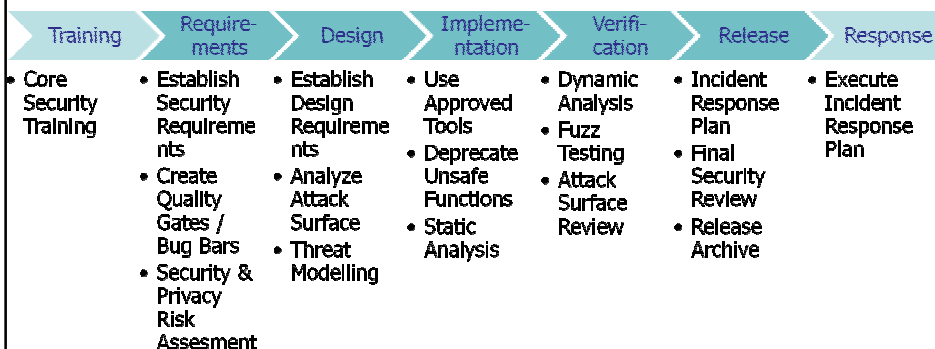 Training
Require-
ments
Design
Impleme-
ntation
Verifi-
cation
Release
Response
• Core
Security
Training
• Establish
Security
Requireme
nts
• Create
Quality
Gates /
Bug Bars
• Security &
Privacy
Risk
Assesment
• Establish
Design
Requireme
nts
• Analyze
Attack
Surface
• Threat
Modelling
• Use
Approved
Tools
• Deprecate
Unsafe
Functions
• Static
Analysis
• Dynamic
Analysis
• Fuzz
Testing
• Attack
Surface
Review
• Incident
Response
Plan
• Final
Security
Review
• Release
Archive
• Execute
Incident
Response
Plan